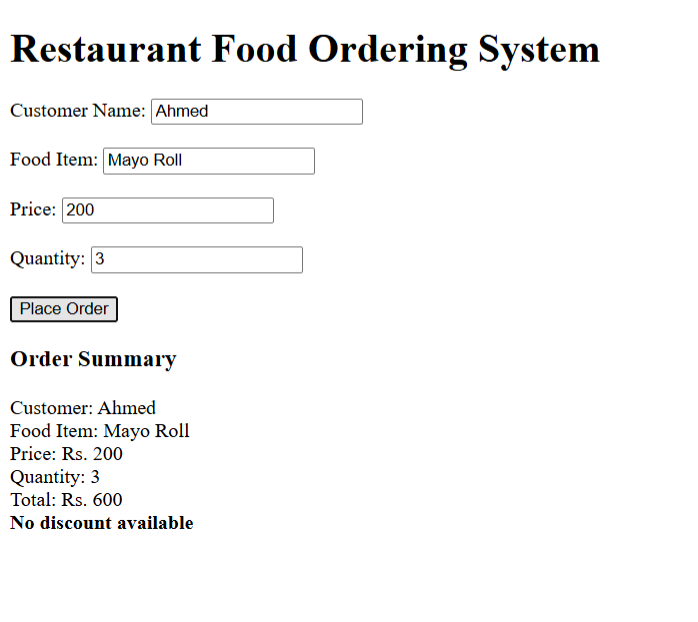 Restaurant Food Ordering System
Customer Name: Ahmed
Food Item: Mayo Roll
Price: 200
Quantity: 3
Place Order
Order Summary
Customer: Ahmed
Food Item: Mayo Roll
Price: Rs. 200
Quantity: 3
Total: Rs. 600
No discount available